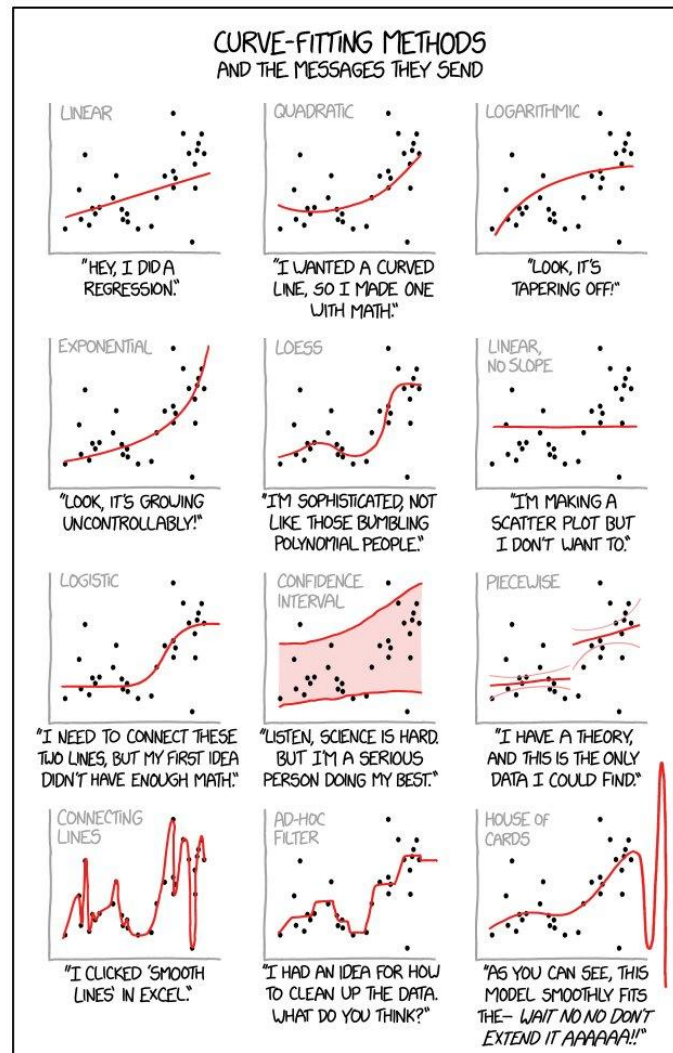 CURVE-FITTING METHODS
AND THE MESSAGES THEY SEND
LINEAR
"HEY, I DID A
REGRESSION."
QUADRATIC
"I WANTED A CURVED
LINE, SO I MADE ONE
WITH MATH."
LOGARITHMIC
"LOOK, IT'S
TAPERING OFF!"
EXPONENTIAL
"LOOK, IT'S GROWING
UNCONTROLLABLY!"
LOESS
"I'M SOPHISTICATED, NOT
LIKE THOSE BUMBLING
POLYNOMIAL PEOPLE."
LINEAR,
NO SLOPE
"I'M MAKING A
SCATTER PLOT BUT
I DON'T WANT TO."
LOGISTIC
"I NEED TO CONNECT THESE
TWO LINES, BUT MY FIRST IDEA
DIDN'T HAVE ENOUGH MATH."
CONFIDENCE
INTERVAL
"LISTEN, SCIENCE IS HARD.
BUT I'M A SERIOUS
PERSON DOING MY BEST."
PIECEWISE
"I HAVE A THEORY,
AND THIS IS THE ONLY
DATA I COULD FIND."
CONNECTING
LINES
"I CLICKED 'SMOOTH
LINES' IN EXCEL."
AD-HOC
FILTER
"I HAD AN IDEA FOR HOW
TO CLEAN UP THE DATA.
WHAT DO YOU THINK?"
HOUSE OF
CARDS
"AS YOU CAN SEE, THIS
MODEL SMOOTHLY FITS
THE- WAIT NO NO DON'T
EXTEND IT AAAAAA!!"